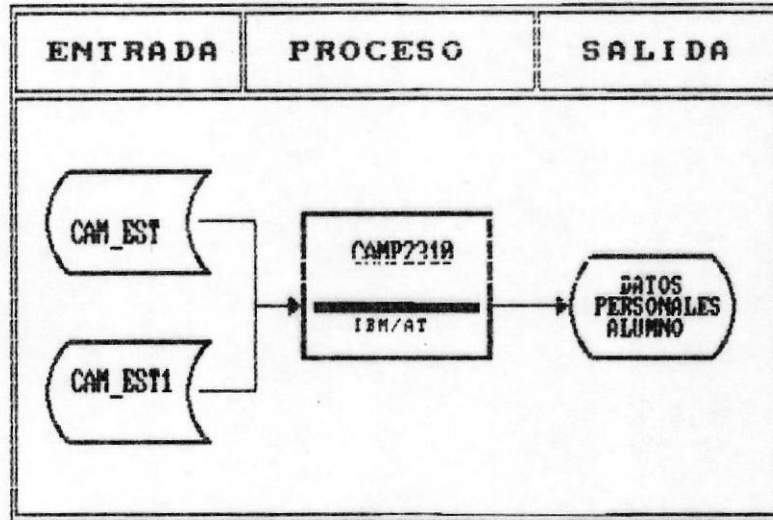 ENTRADA
PROCESO
SALIDA
CAM_EST
CAMP2310
IBM/AT
DATOS
PERSONALES
ALUMNO
CAM_EST1